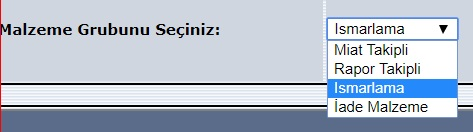 Malzeme Grubunu Seçiniz: Ismarlama
Miat Takipli
Rapor Takipli
Ismarlama
İade Malzeme